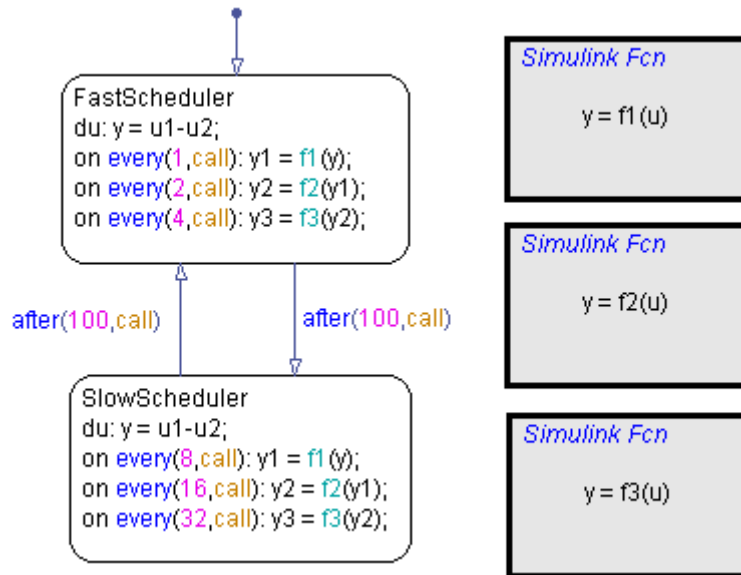 FastScheduler
du: y = u1-u2;
on every(1,call): y1 = f1(y);
on every(2,call): y2 = f2(y1);
on every(4,call): y3 = f3(y2);
after(100,call)
after(100,call)
SlowScheduler
du: y = u1-u2;
on every(8,call): y1 = f1(y);
on every(16,call): y2 = f2(y1);
on every(32,call): y3 = f3(y2);
Simulink Fcn
y = f1(u)
Simulink Fcn
y = f2(u)
Simulink Fcn
y = f3(u)